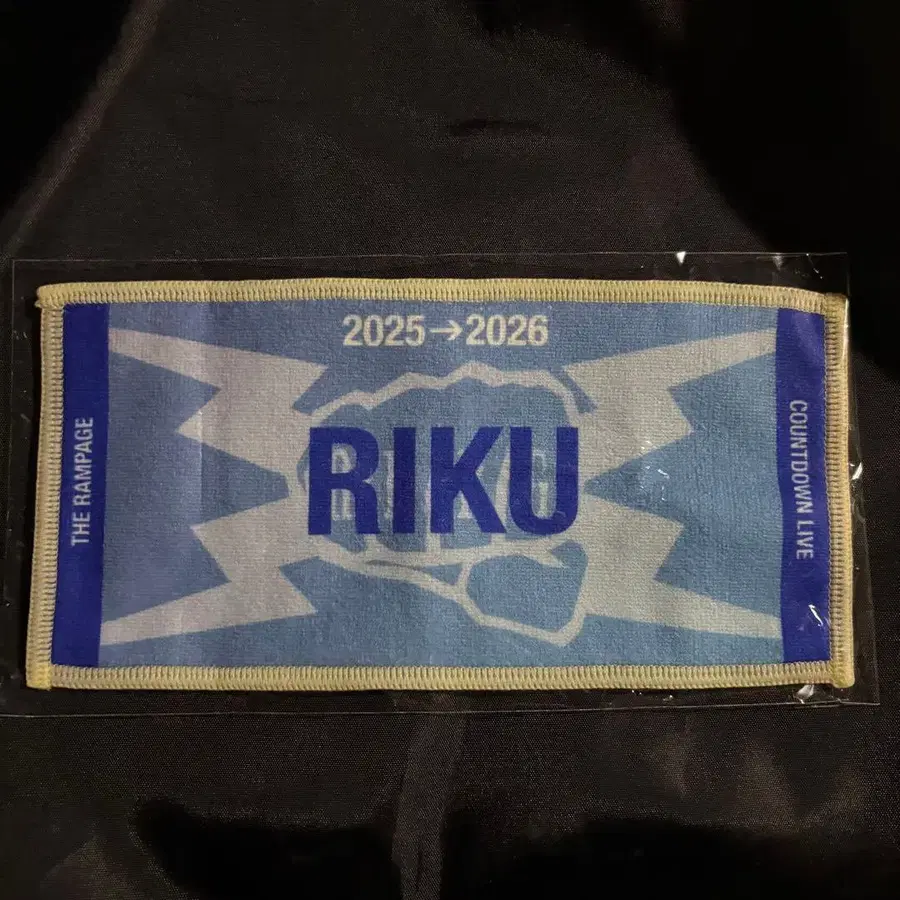 2025→2026
THE RAMPAGE
RIKU
COUNTDOWN LIVE